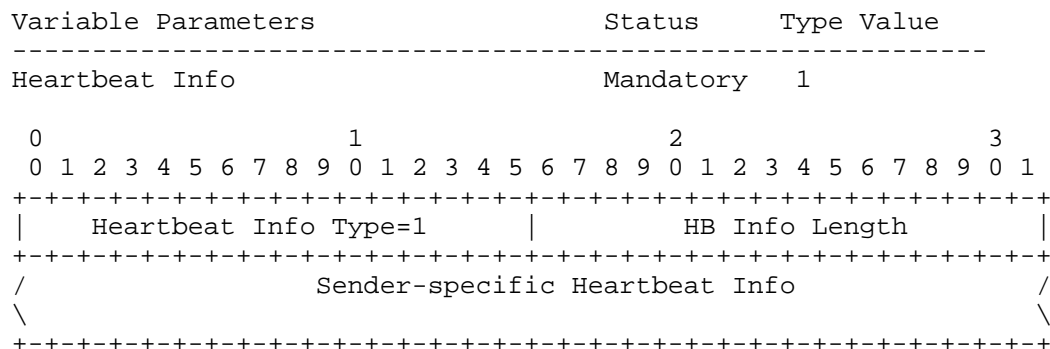 Variable Parameters                  Status     Type Value
-------------------------------------------------------------
Heartbeat Info                       Mandatory   1

 0                   1                   2                   3
 0 1 2 3 4 5 6 7 8 9 0 1 2 3 4 5 6 7 8 9 0 1 2 3 4 5 6 7 8 9 0 1
+-+-+-+-+-+-+-+-+-+-+-+-+-+-+-+-+-+-+-+-+-+-+-+-+-+-+-+-+-+-+-+-+
|    Heartbeat Info Type=1      |         HB Info Length        |
+-+-+-+-+-+-+-+-+-+-+-+-+-+-+-+-+-+-+-+-+-+-+-+-+-+-+-+-+-+-+-+-+
/                  Sender-specific Heartbeat Info               /
\                                                               \
+-+-+-+-+-+-+-+-+-+-+-+-+-+-+-+-+-+-+-+-+-+-+-+-+-+-+-+-+-+-+-+-+